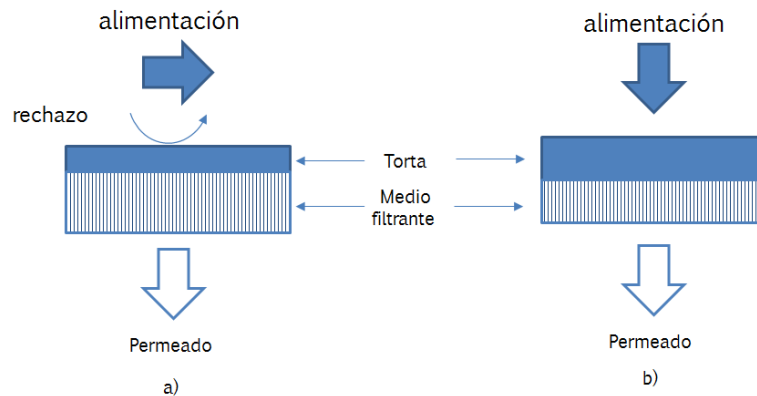 alimentación
rechazo
Torta
Medio
filtrante
Permeado
a)
alimentación
Permeado
b)